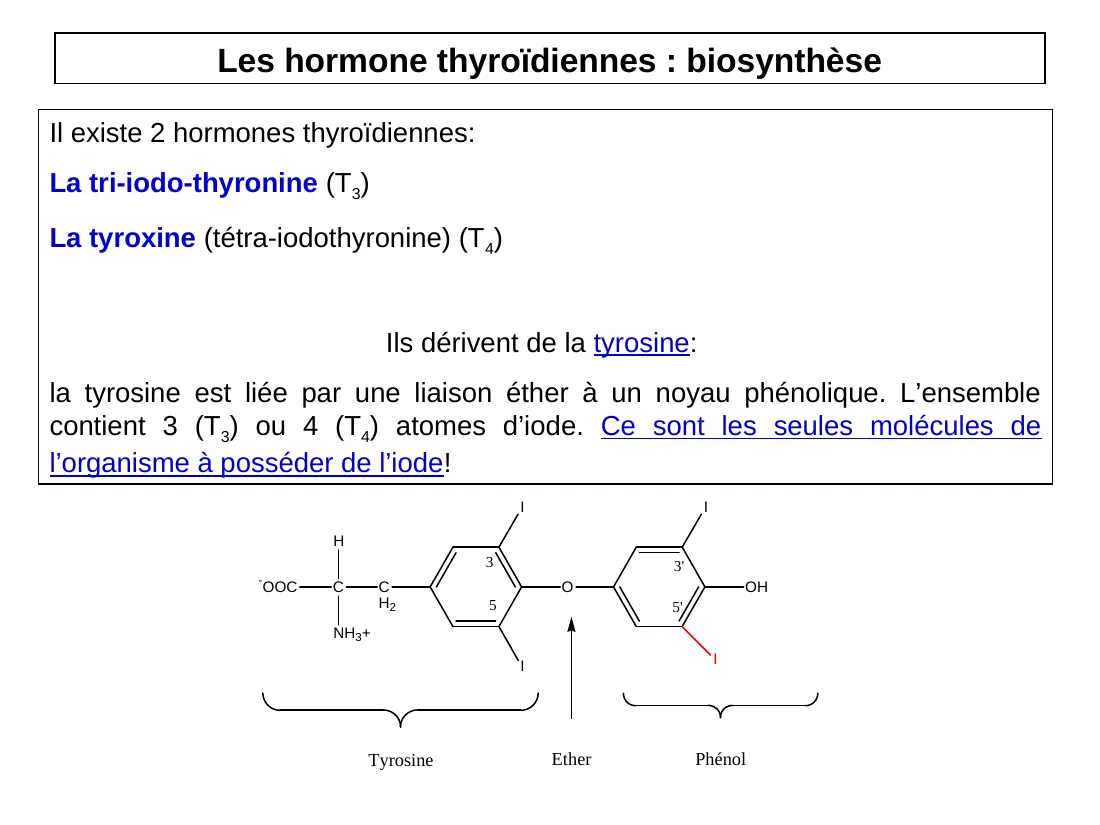 Les hormone thyroïdiennes : biosynthèse
Il existe 2 hormones thyroïdiennes:
La tri-iodo-thyronine (T3)
La tyroxine (tétra-iodothyronine) (T4)
Ils dérivent de la tyrosine:
la tyrosine est liée par une liaison éther à un noyau phénolique. L’ensemble
contient 3 (T3) ou 4 (T4) atomes d’iode. Ce sont les seules molécules de
l’organisme à posséder de l’iode!
I I
H
3 3'
-OOC C C O OH
H2
5 5'
NH3+
I I
Tyrosine Ether Phénol